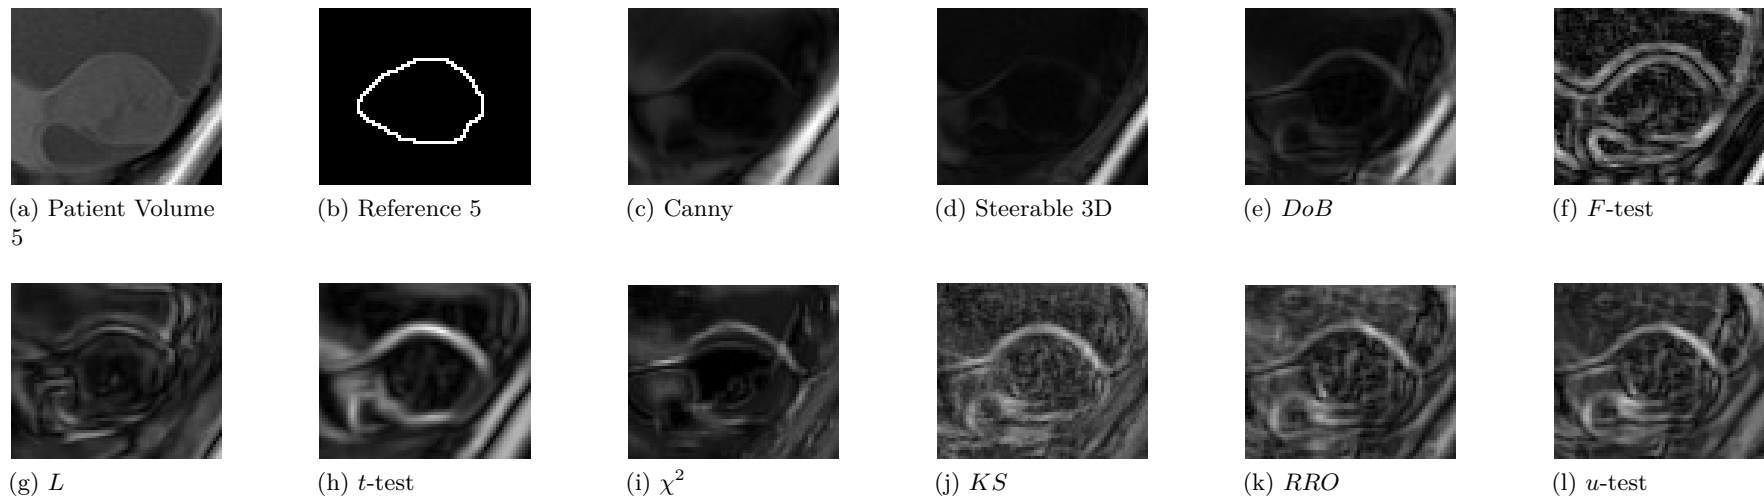 (a) Patient Volume
5
(b) Reference 5
(c) Canny
(d) Steerable 3D
(e) DoB
(f) F-test
(g) L
(h) t-test
(i) χ²
(j) KS
(k) RRO
(l) u-test